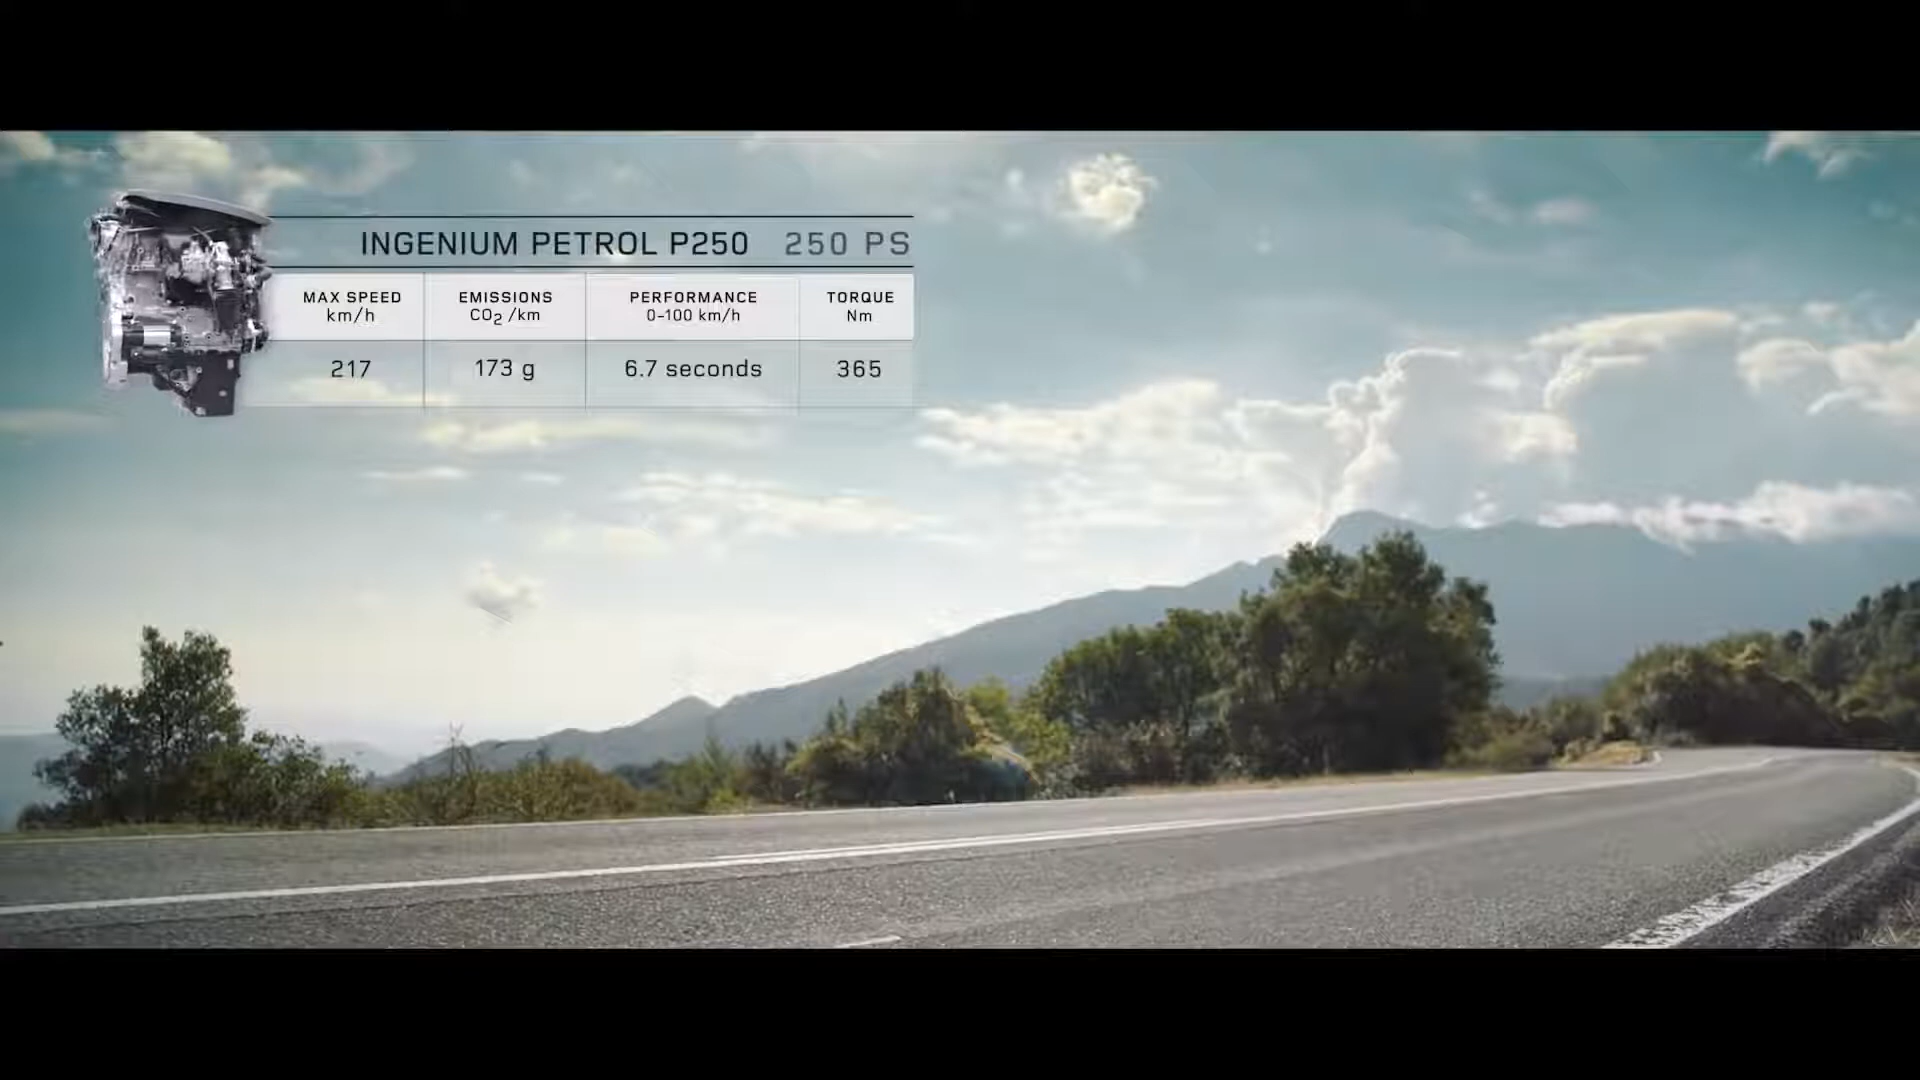 INGENIUM PETROL P250 250 PS
MAX SPEED EMISSIONS PERFORMANCE TORQUE
km/h CO2 /km 0-100 km/h Nm
217 173 g 6.7 seconds 365